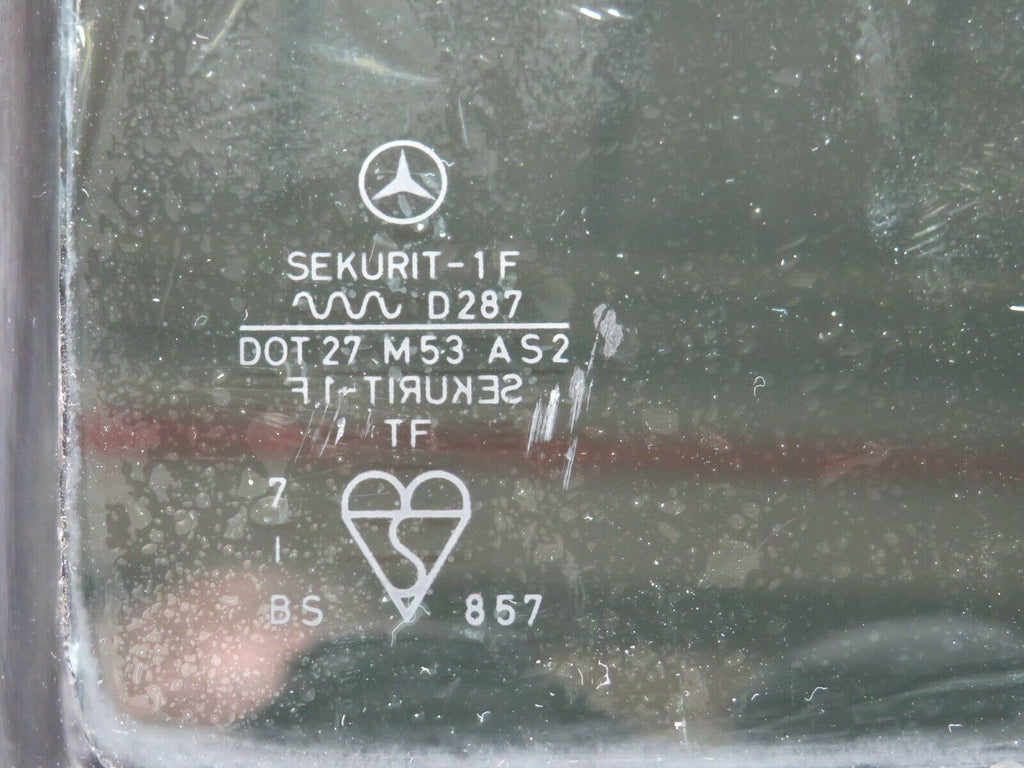 SEKURIT-1F
D287
DOT 27 M53 AS2
SEKURIT-1F
TF
7
I
BS 857